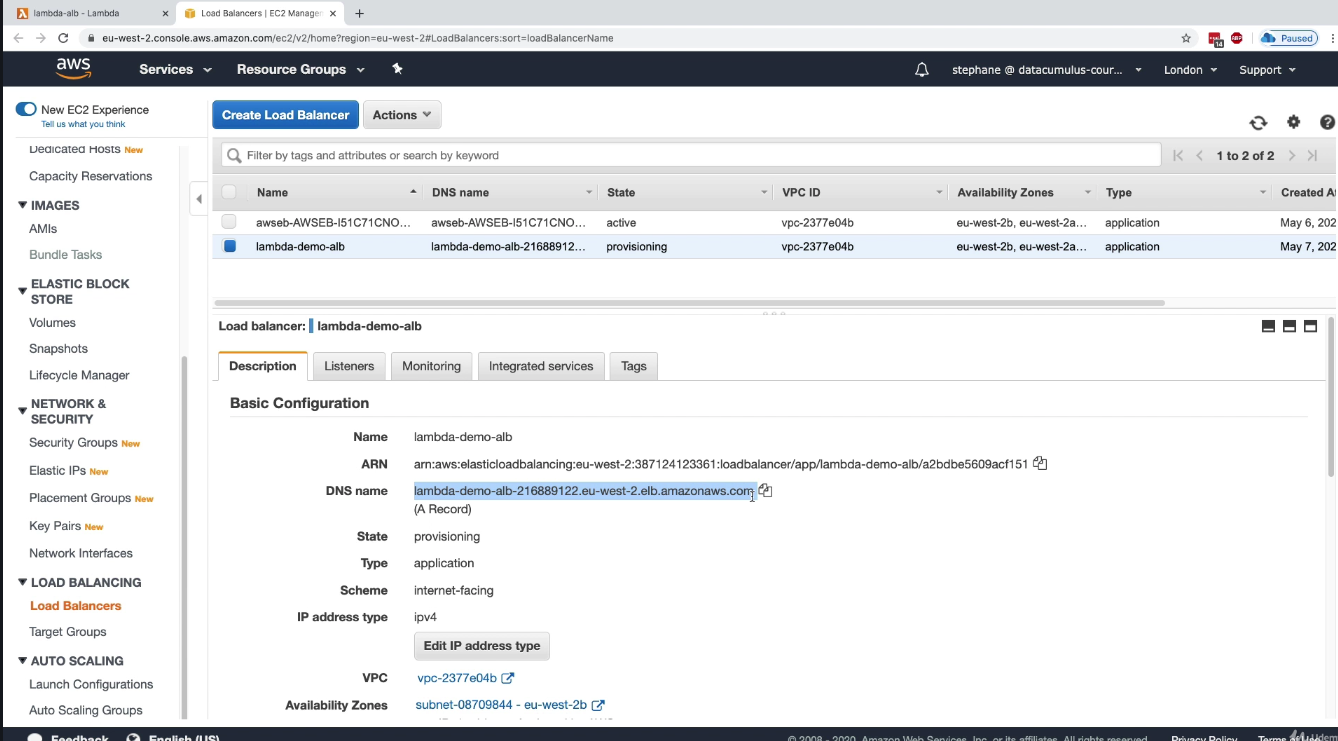 lambda-alb - Lambda
Load Balancers | EC2 Manage
eu-west-2.console.aws.amazon.com/ec2/v2/home?region=eu-west-2#LoadBalancers:sort=loadBalancerName
14
ABP
Paused
aws
Services
Resource Groups
stephane @ datacumulus-cour...
London
Support
New EC2 Experience
Tell us what you think
Dedicated Hosts New
Capacity Reservations
IMAGES
AMIs
Bundle Tasks
ELASTIC BLOCK
STORE
Volumes
Snapshots
Lifecycle Manager
NETWORK &
SECURITY
Security Groups New
Elastic IPs New
Placement Groups New
Key Pairs New
Network Interfaces
LOAD BALANCING
Load Balancers
Target Groups
AUTO SCALING
Launch Configurations
Auto Scaling Groups
Create Load Balancer
Actions
Filter by tags and attributes or search by keyword
1 to 2 of 2
Name DNS name State VPC ID Availability Zones Type Created At
awseb-AWSEB-I51C71CNO... awseb-AWSEB-I51C71CNO... active vpc-2377e04b eu-west-2b, eu-west-2a... application May 6, 202
lambda-demo-alb lambda-demo-alb-21688912... provisioning vpc-2377e04b eu-west-2b, eu-west-2a... application May 7, 202
Load balancer: lambda-demo-alb
Description Listeners Monitoring Integrated services Tags
Basic Configuration
Name lambda-demo-alb
ARN arn:aws:elasticloadbalancing:eu-west-2:387124123361:loadbalancer/app/lambda-demo-alb/a2bdbe5609acf151
DNS name lambda-demo-alb-216889122.eu-west-2.elb.amazonaws.com
(A Record)
State provisioning
Type application
Scheme internet-facing
IP address type ipv4
Edit IP address type
VPC vpc-2377e04b
Availability Zones subnet-08709844 - eu-west-2b
Feedback English (US)
© 2008 - 2020, Amazon Web Services, Inc. or its affiliates. All rights reserved. Privacy Policy Terms of Use